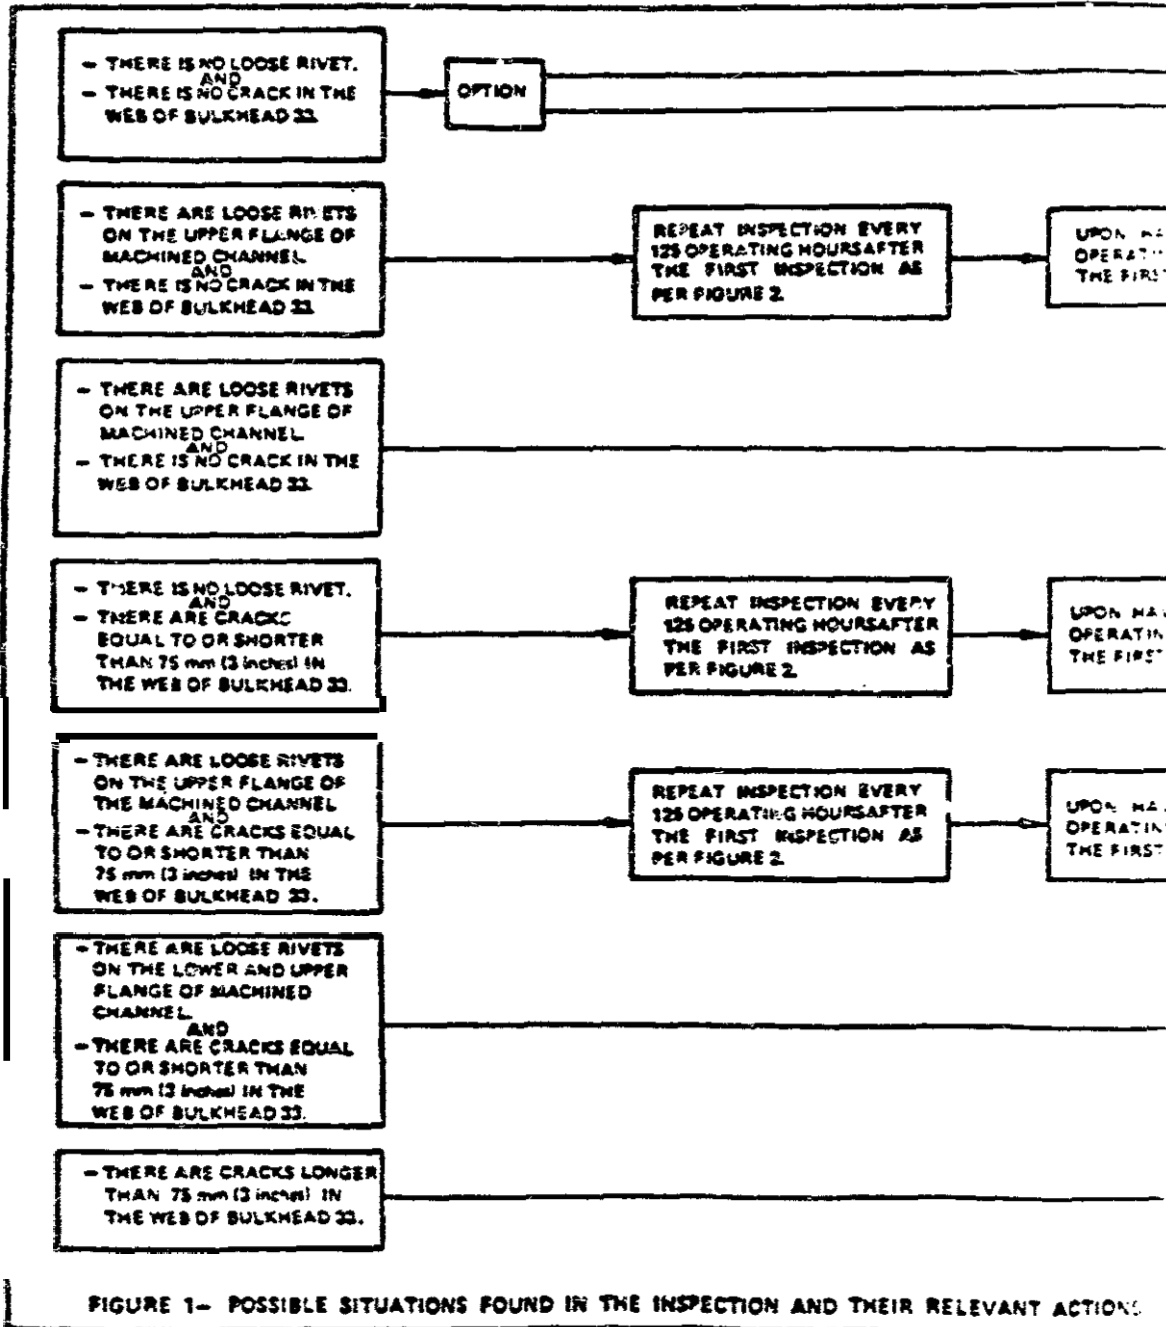 - THERE IS NO LOOSE RIVET.
AND
- THERE IS NO CRACK IN THE
WEB OF BULKHEAD 33.
OPTION
- THERE ARE LOOSE RIVETS
ON THE UPPER FLANGE OF
MACHINED CHANNEL
AND
- THERE IS NO CRACK IN THE
WEB OF BULKHEAD 33.
REPEAT INSPECTION EVERY
125 OPERATING HOURSAFTER
THE FIRST INSPECTION AS
PER FIGURE 2.
UPON
OPERATIN
THE FIRST
- THERE ARE LOOSE RIVETS
ON THE UPPER FLANGE OF
MACHINED CHANNEL
AND
- THERE IS NO CRACK IN THE
WEB OF BULKHEAD 33.
- THERE IS NO LOOSE RIVET.
AND
- THERE ARE CRACKS
EQUAL TO OR SHORTER
THAN 75 mm (3 inches) IN
THE WEB OF BULKHEAD 33.
REPEAT INSPECTION EVERY
125 OPERATING HOURSAFTER
THE FIRST INSPECTION AS
PER FIGURE 2.
UPON HAV
OPERATIN
THE FIRST
- THERE ARE LOOSE RIVETS
ON THE UPPER FLANGE OF
THE MACHINED CHANNEL
AND
- THERE ARE CRACKS EQUAL
TO OR SHORTER THAN
75 mm (3 inches) IN THE
WEB OF BULKHEAD 33.
REPEAT INSPECTION EVERY
125 OPERATING HOURSAFTER
THE FIRST INSPECTION AS
PER FIGURE 2.
UPON HA
OPERATIN
THE FIRST
- THERE ARE LOOSE RIVETS
ON THE LOWER AND UPPER
FLANGE OF MACHINED
CHANNEL.
AND
- THERE ARE CRACKS EQUAL
TO OR SHORTER THAN
75 mm (3 inches) IN THE
WEB OF BULKHEAD 33.
- THERE ARE CRACKS LONGER
THAN 75 mm (3 inches) IN
THE WEB OF BULKHEAD 33.
FIGURE 1- POSSIBLE SITUATIONS FOUND IN THE INSPECTION AND THEIR RELEVANT ACTIONS